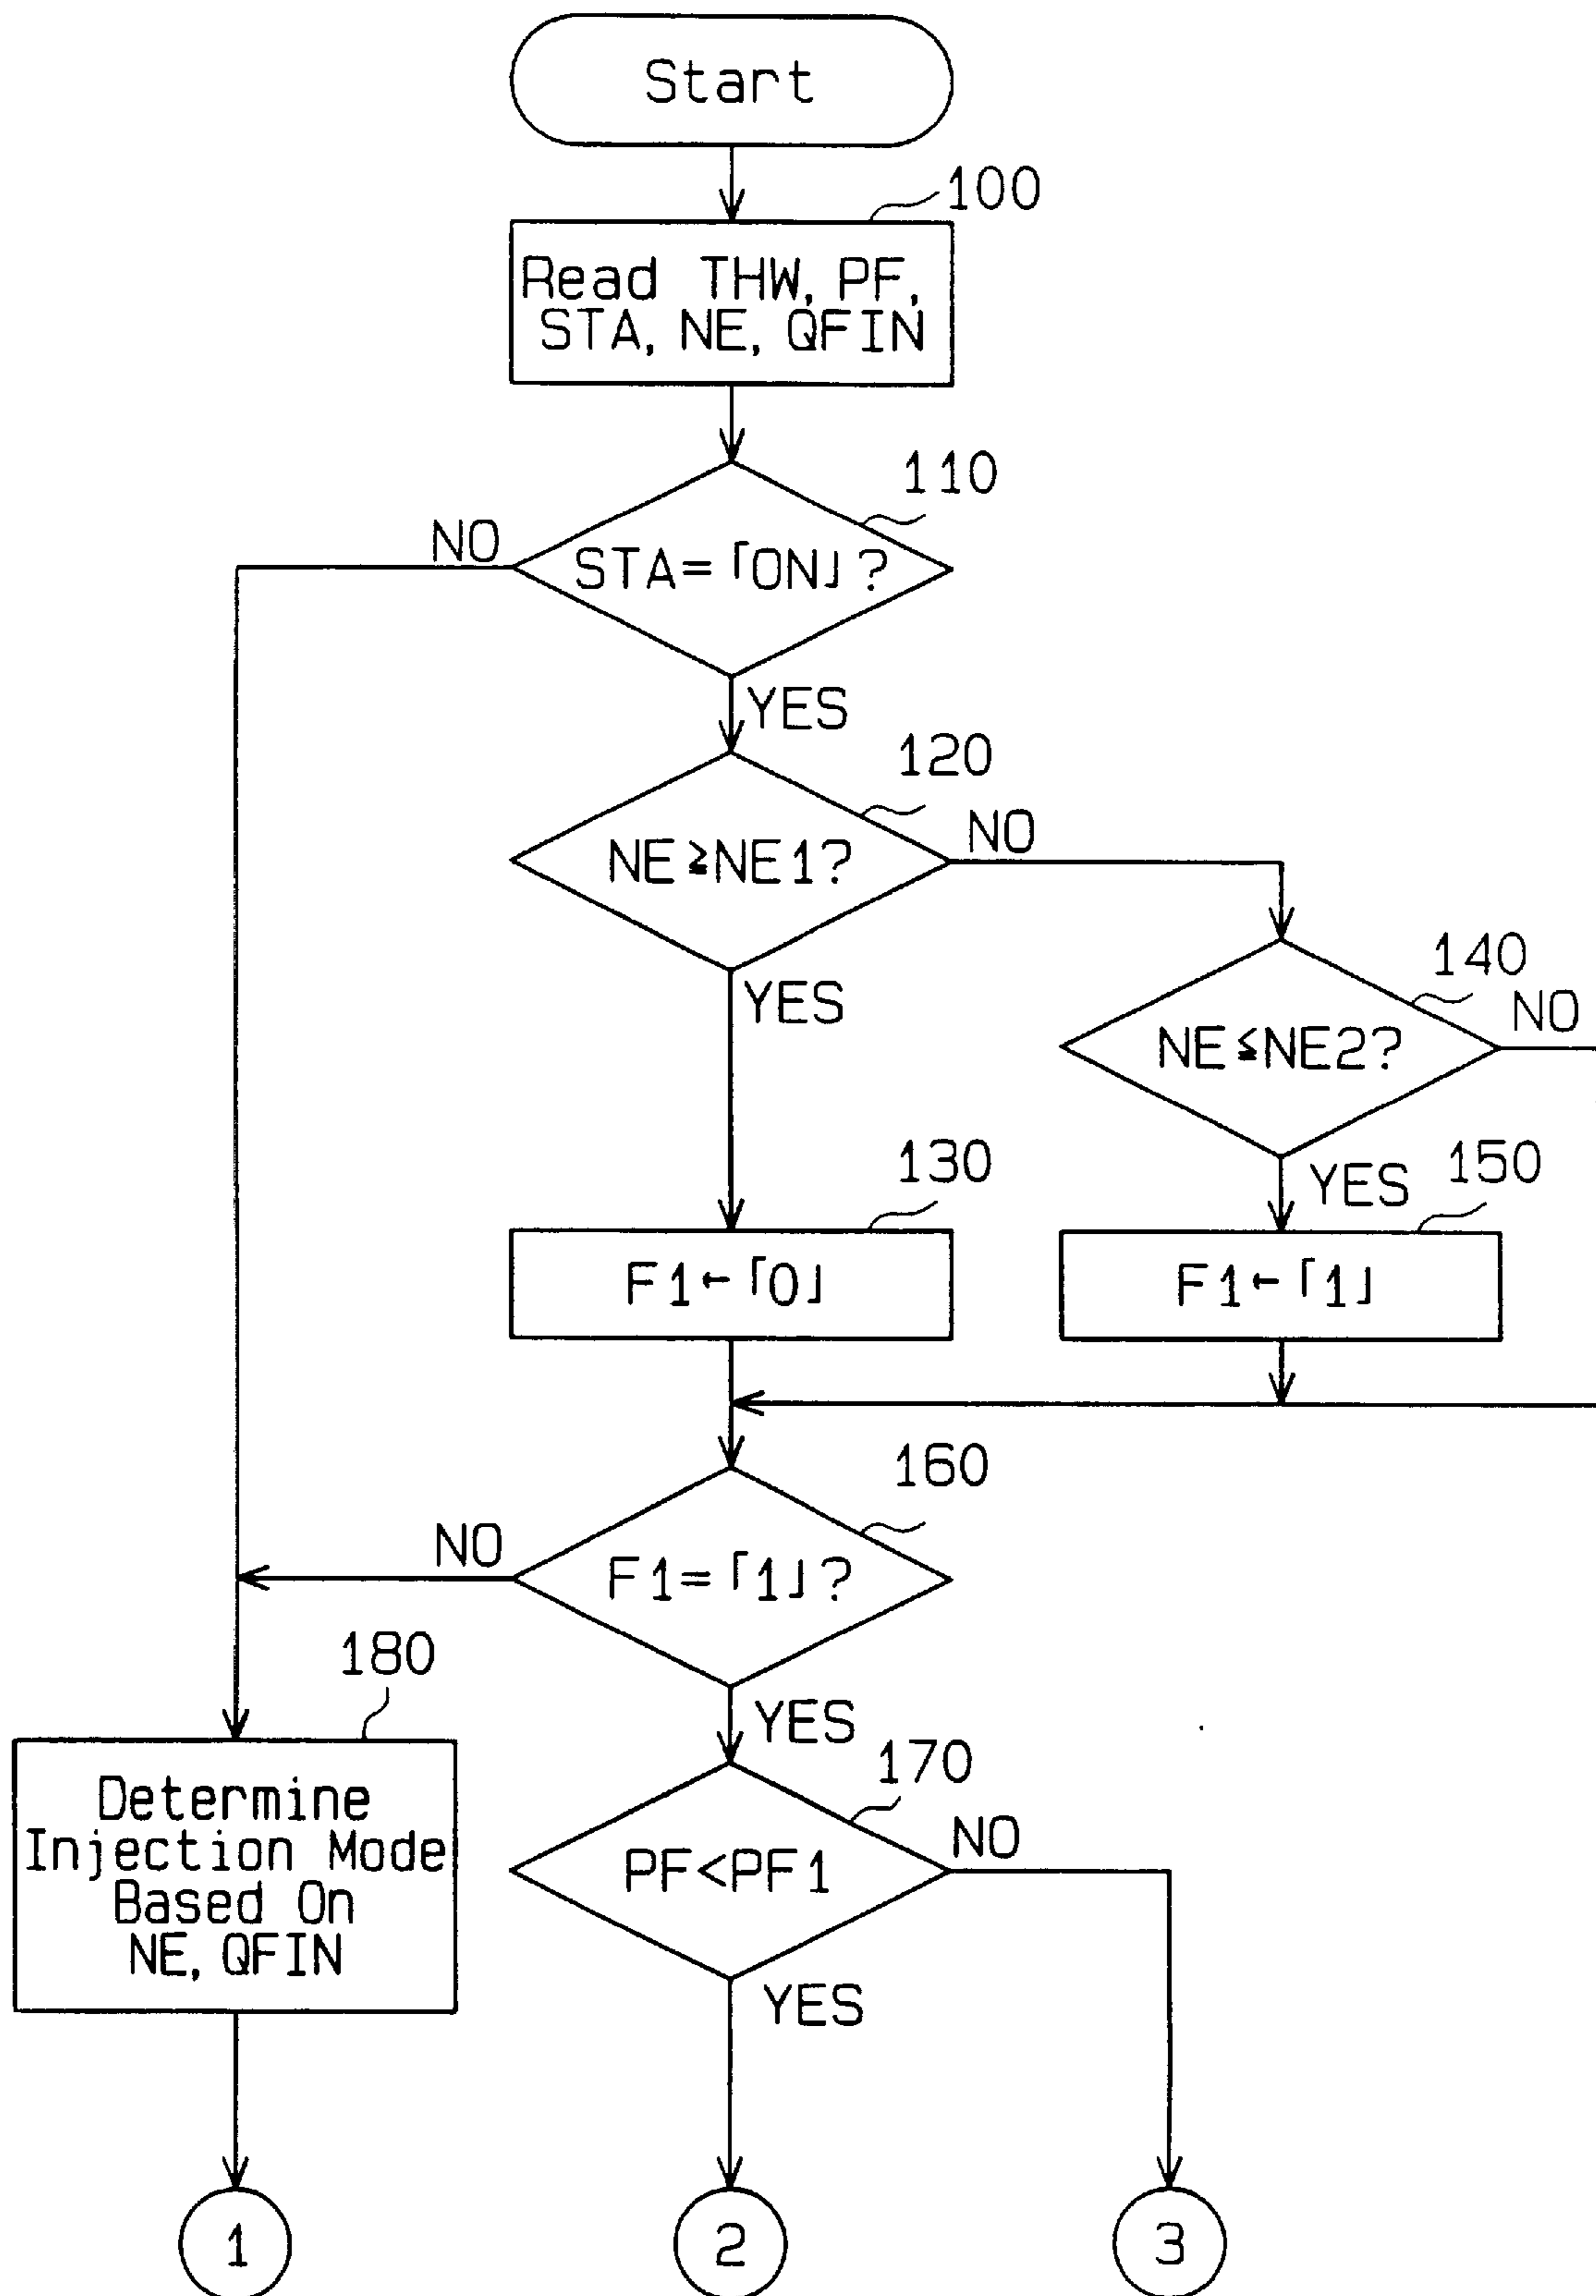 Start
100
Read THW, PF,
STA, NE, QFIN
110
NO
STA=「ON」?
YES
120
NO
NE≧NE1?
YES
140
NO
NE≦NE2?
130
YES
150
F1←「0」
F1←「1」
160
NO
F1=「1」?
180
YES
170
Determine
Injection Mode
Based On
NE, QFIN
NO
PF<PF1
YES
1
2
3